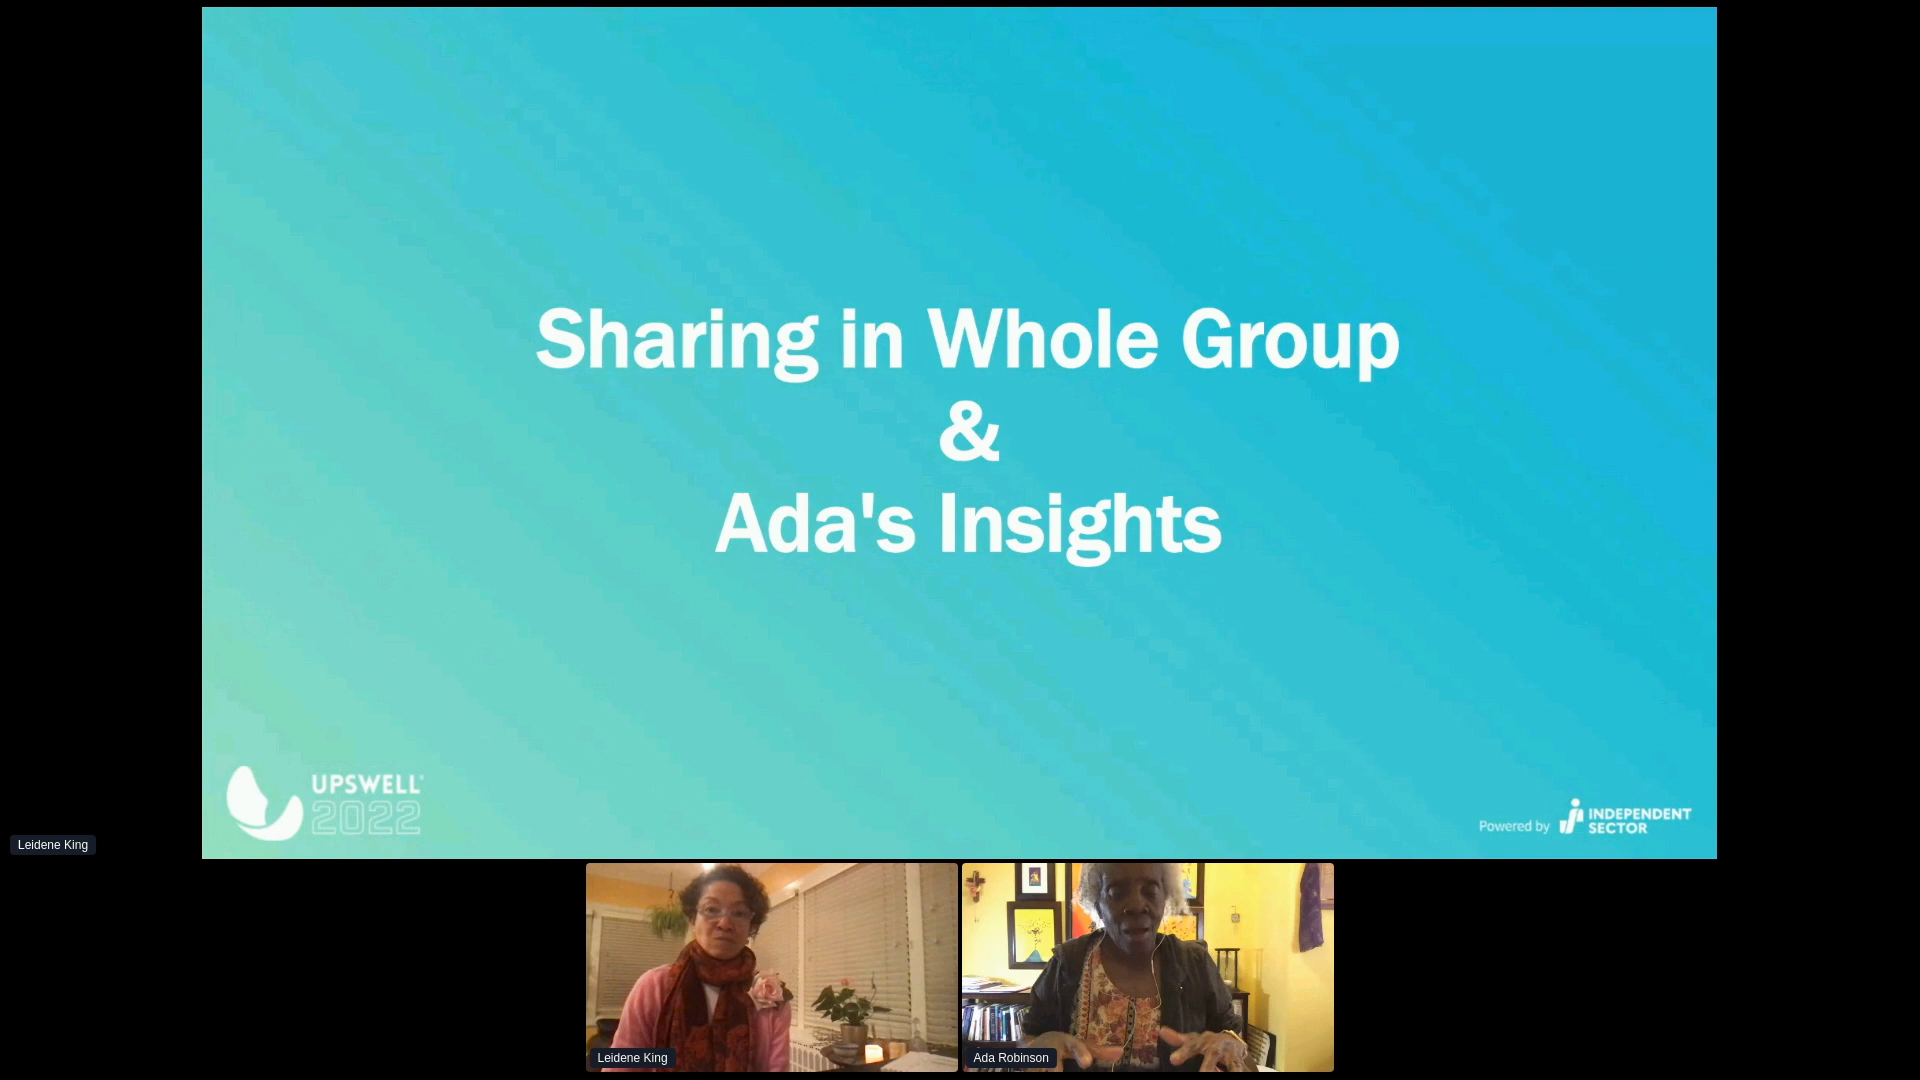 Sharing in Whole Group
&
Ada's Insights
UPSWELL
2022
Powered by
INDEPENDENT
SECTOR
Leidene King
Leidene King
Ada Robinson